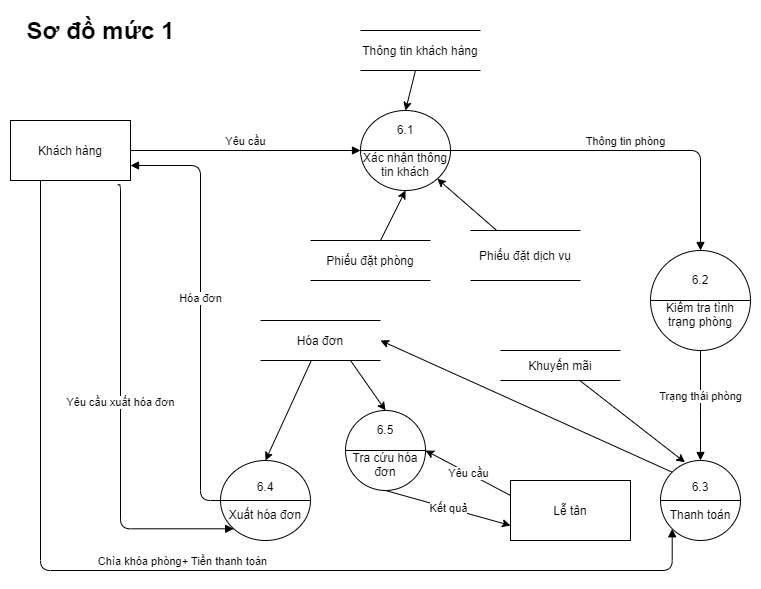 Sơ đồ mức 1
Thông tin khách hàng
6.1
Xác nhận thông
tin khách
Khách hàng
Yêu cầu
Thông tin phòng
Phiếu đặt phòng
Phiếu đặt dịch vụ
6.2
Kiểm tra tình
trạng phòng
Hóa đơn
Hóa đơn
Khuyến mãi
Trạng thái phòng
Yêu cầu xuất hóa đơn
6.5
Tra cứu hóa
đơn
Yêu cầu
Kết quả
Lễ tân
6.4
Xuất hóa đơn
6.3
Thanh toán
Chìa khóa phòng+ Tiền thanh toán